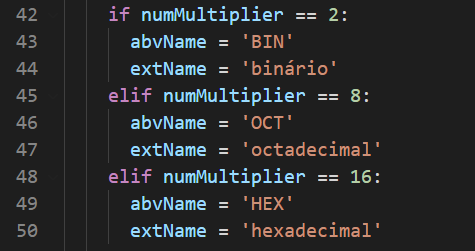 42 if numMultiplier == 2:
43 abvName = 'BIN'
44 extName = 'binário'
45 elif numMultiplier == 8:
46 abvName = 'OCT'
47 extName = 'octadecimal'
48 elif numMultiplier == 16:
49 abvName = 'HEX'
50 extName = 'hexadecimal'